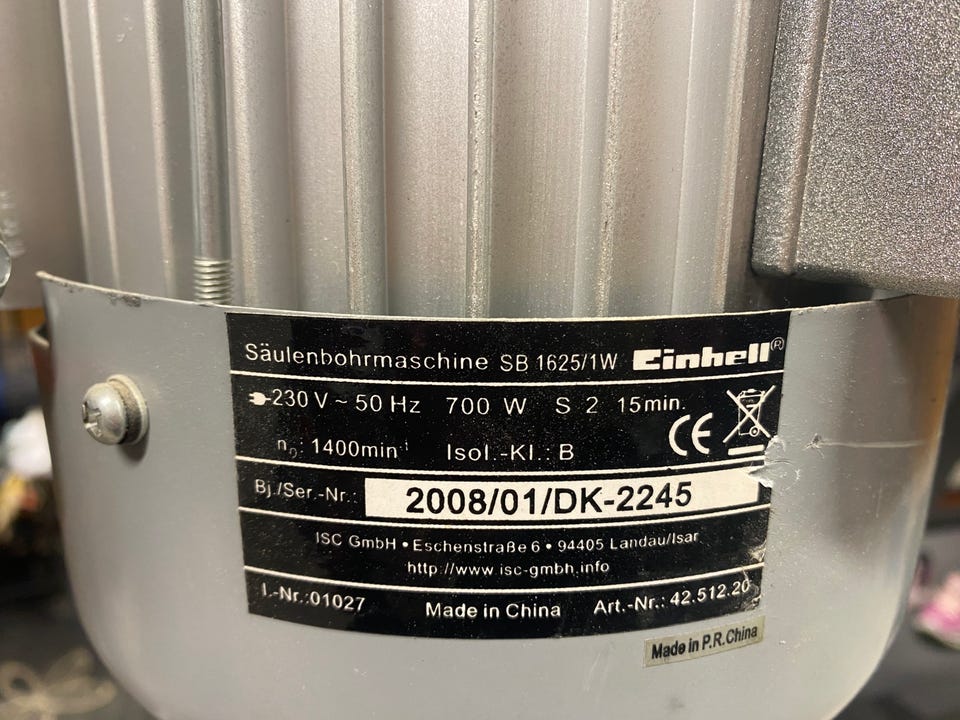 Säulenbohrmaschine SB 1625/1W Einhell®
230 V ~ 50 Hz 700 W S 2 15min.
n₀: 1400min⁻¹ Isol.-Kl.: B CE
Bj./Ser.-Nr.: 2008/01/DK-2245
ISC GmbH • Eschenstraße 6 • 94405 Landau/Isar
http://www.isc-gmbh.info
I.-Nr.:01027 Made in China Art.-Nr.: 42.512.20
Made in P.R.China